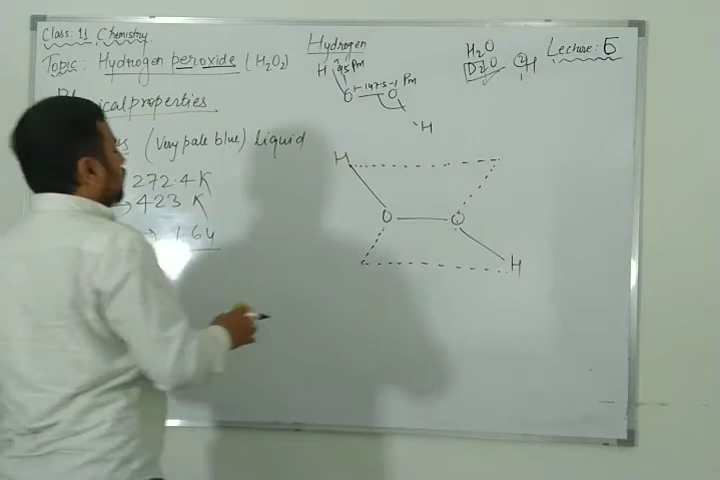 Class: 11 Chemistry
Hydrogen
Lecture: 5
Topic: Hydrogen peroxide (H2O2)
H2O
D2O
H
H 95 Pm
O 147.5 Pm O
H
properties
(Very pale blue) liquid
272.4 K
→ 423 K
→ 1.64
H
O O
H